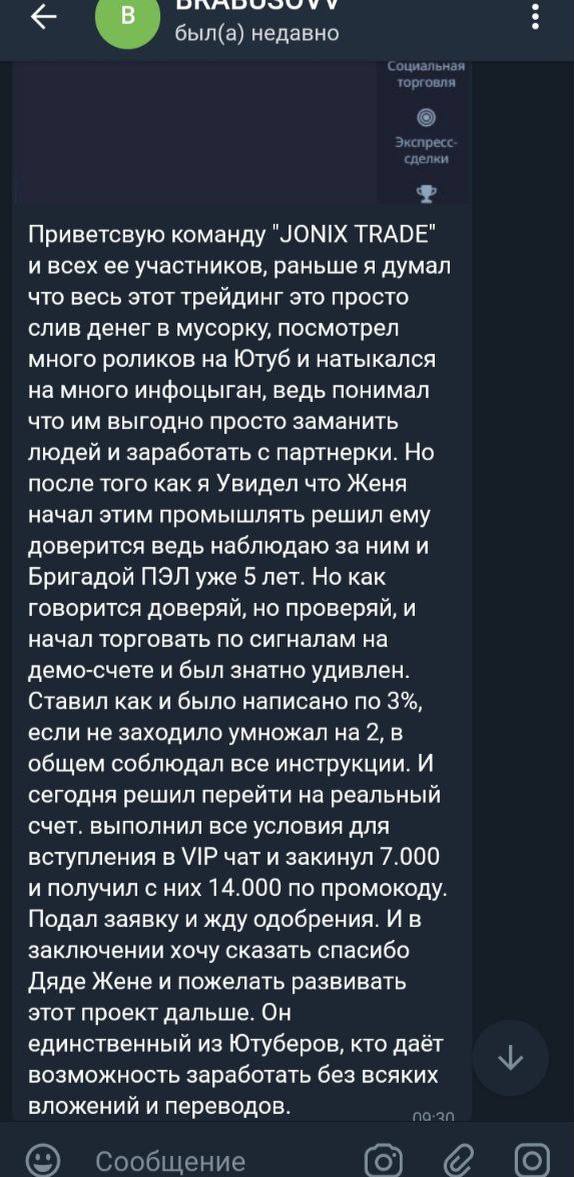 B
BRABUSOVV
был(а) недавно
Социальная
торговля
Экспресс-
сделки
Приветсвую команду "JONIX TRADE"
и всех ее участников, раньше я думал
что весь этот трейдинг это просто
слив денег в мусорку, посмотрел
много роликов на Ютуб и натыкался
на много инфоцыган, ведь понимал
что им выгодно просто заманить
людей и заработать с партнерки. Но
после того как я Увидел что Женя
начал этим промышлять решил ему
доверится ведь наблюдаю за ним и
Бригадой ПЭЛ уже 5 лет. Но как
говорится доверяй, но проверяй, и
начал торговать по сигналам на
демо-счете и был знатно удивлен.
Ставил как и было написано по 3%,
если не заходило умножал на 2, в
общем соблюдал все инструкции. И
сегодня решил перейти на реальный
счет. выполнил все условия для
вступления в VIP чат и закинул 7.000
и получил с них 14.000 по промокоду.
Подал заявку и жду одобрения. И в
заключении хочу сказать спасибо
Дяде Жене и пожелать развивать
этот проект дальше. Он
единственный из Ютуберов, кто даёт
возможность заработать без всяких
вложений и переводов.
09:30
Сообщение